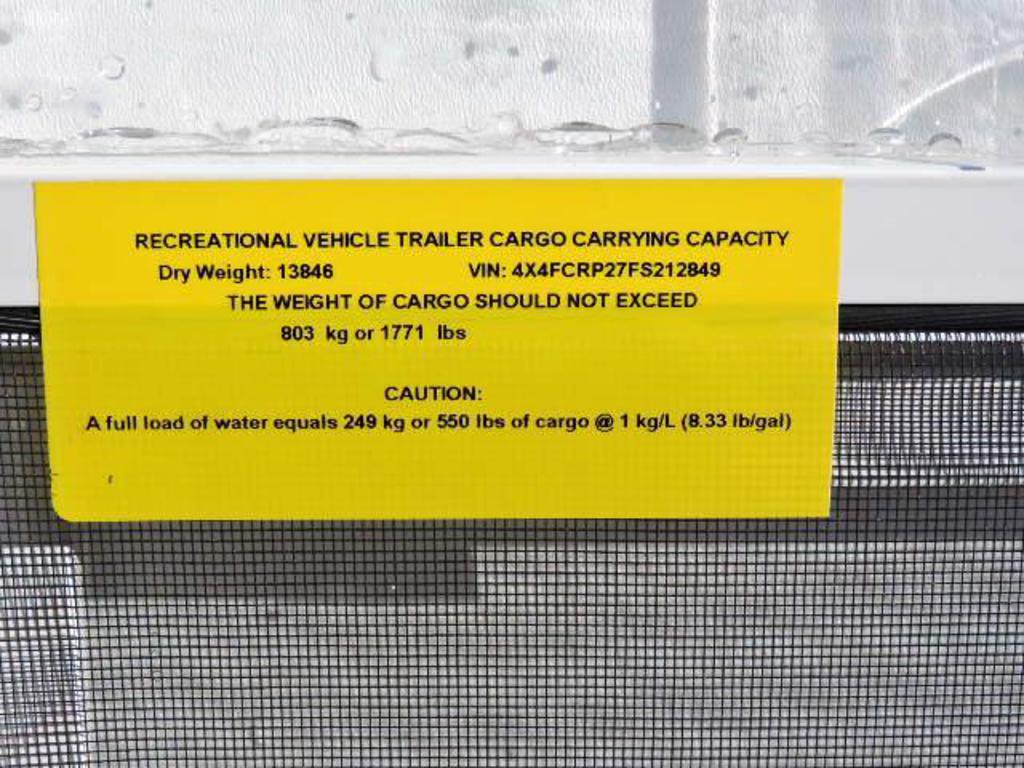 RECREATIONAL VEHICLE TRAILER CARGO CARRYING CAPACITY
Dry Weight: 13846 VIN: 4X4FCRP27FS212849
THE WEIGHT OF CARGO SHOULD NOT EXCEED
803 kg or 1771 lbs
CAUTION:
A full load of water equals 249 kg or 550 lbs of cargo @ 1 kg/L (8.33 lb/gal)